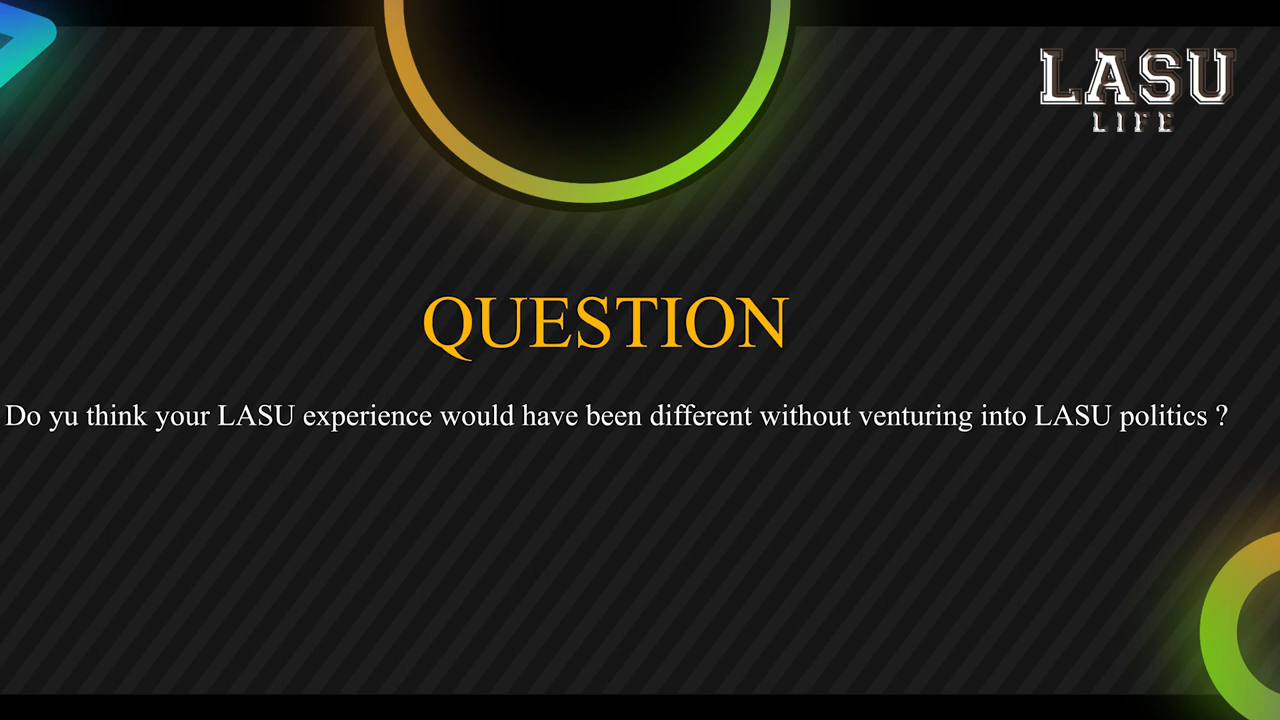 LASU
LIFE
QUESTION
Do yu think your LASU experience would have been different without venturing into LASU politics ?